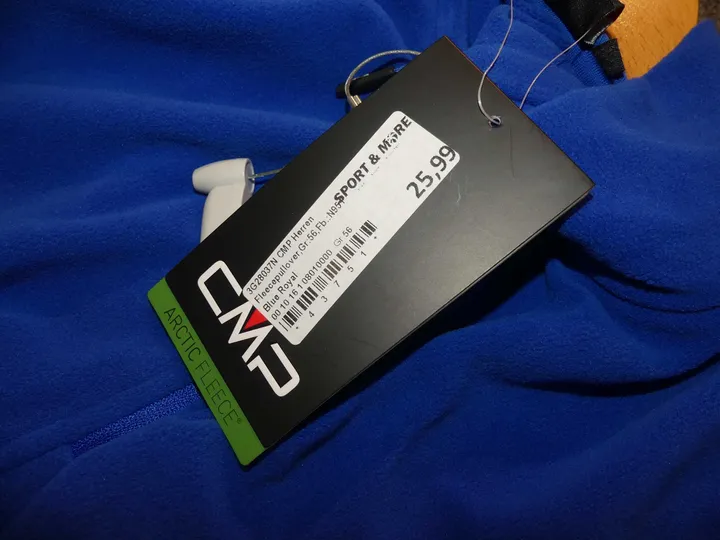 SPORT & MORE
25,99
3G28037N CMP Herren
Fleecepullover,Gr.:56,Fb.:N951
Blue Royal
00 10 16 1 08010000 Gr.56
* 4 3 7 5 1 *
CMP
ARCTIC FLEECE®